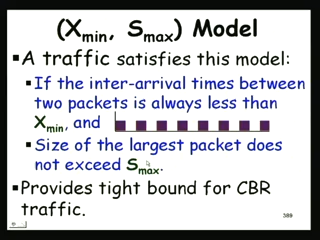 (Xmin, Smax) Model
▪A traffic satisfies this model:
▪If the inter-arrival times between
two packets is always less than
Xmin, and
▪Size of the largest packet does
not exceed Smax.
▪Provides tight bound for CBR
traffic.
389